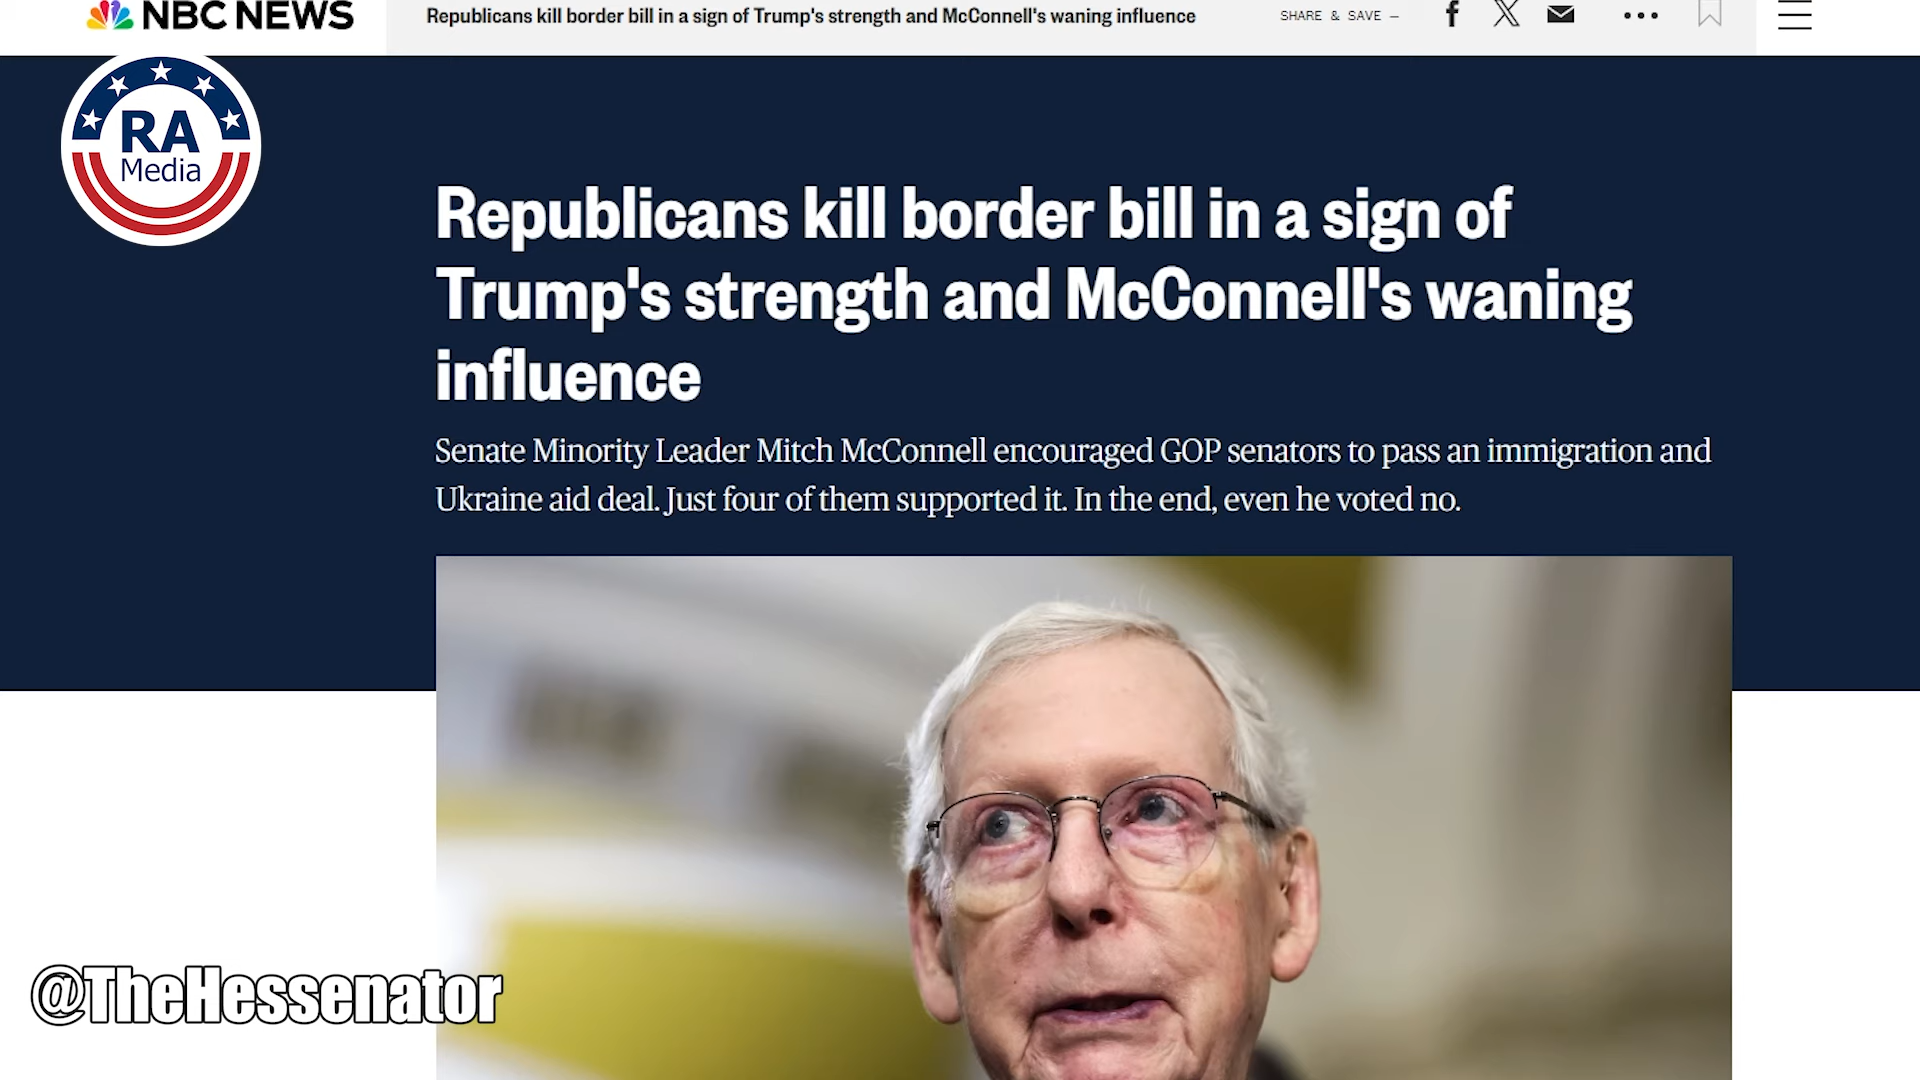 NBC NEWS
Republicans kill border bill in a sign of Trump's strength and McConnell's waning influence
SHARE & SAVE —
RA
Media
Republicans kill border bill in a sign of
Trump's strength and McConnell's waning
influence
Senate Minority Leader Mitch McConnell encouraged GOP senators to pass an immigration and
Ukraine aid deal. Just four of them supported it. In the end, even he voted no.
@TheHessenator